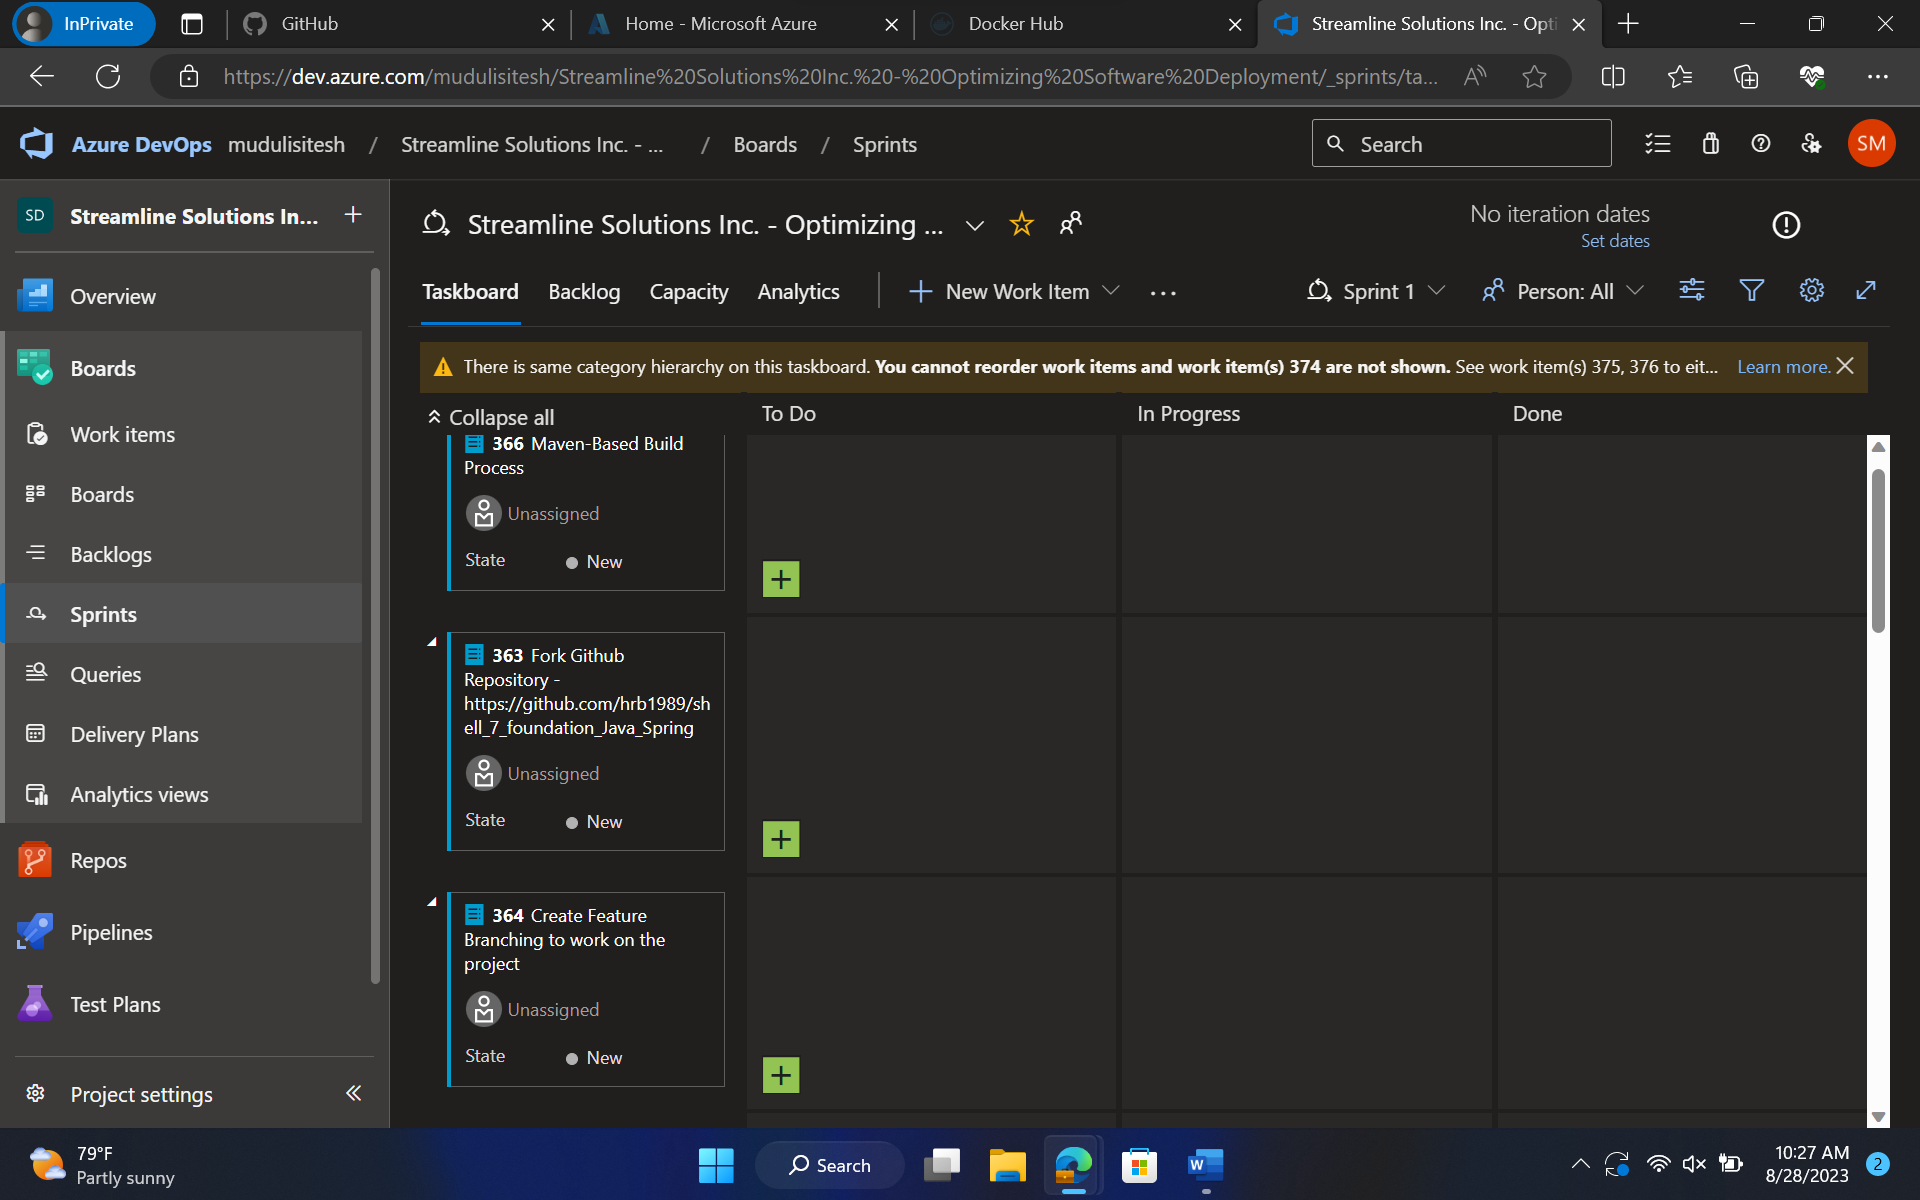 InPrivate
GitHub
Home - Microsoft Azure
Docker Hub
Streamline Solutions Inc. - Opti
https://dev.azure.com/mudulisitesh/Streamline%20Solutions%20Inc.%20-%20Optimizing%20Software%20Deployment/_sprints/ta...
Azure DevOps mudulisitesh / Streamline Solutions Inc. - ... / Boards / Sprints
Search
SM
SD Streamline Solutions In...
Overview
Boards
Work items
Boards
Backlogs
Sprints
Queries
Delivery Plans
Analytics views
Repos
Pipelines
Test Plans
Project settings
Streamline Solutions Inc. - Optimizing ...
No iteration dates
Set dates
Taskboard Backlog Capacity Analytics New Work Item
Sprint 1 Person: All
There is same category hierarchy on this taskboard. You cannot reorder work items and work item(s) 374 are not shown. See work item(s) 375, 376 to eit... Learn more.
Collapse all
To Do
In Progress
Done
366 Maven-Based Build
Process
Unassigned
State New
363 Fork Github
Repository -
https://github.com/hrb1989/sh
ell_7_foundation_Java_Spring
Unassigned
State New
364 Create Feature
Branching to work on the
project
Unassigned
State New
79°F
Partly sunny
Search
W
10:27 AM
8/28/2023
2